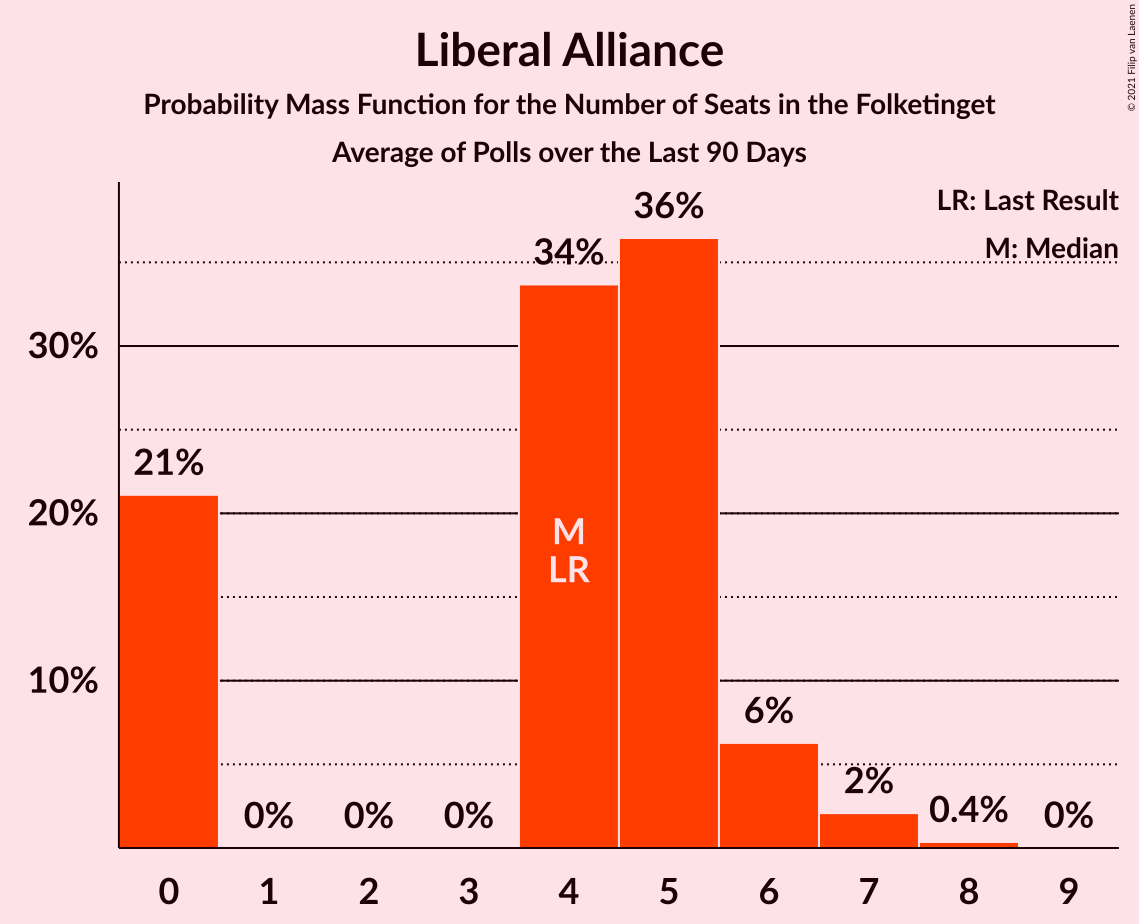 Liberal Alliance
Probability Mass Function for the Number of Seats in the Folketinget
Average of Polls over the Last 90 Days
© 2021 Filip van Laenen
LR: Last Result
M: Median
36%
34%
30%
21%
20%
M
LR
10%
6%
2%
0% 0% 0% 0.4% 0%
0 1 2 3 4 5 6 7 8 9